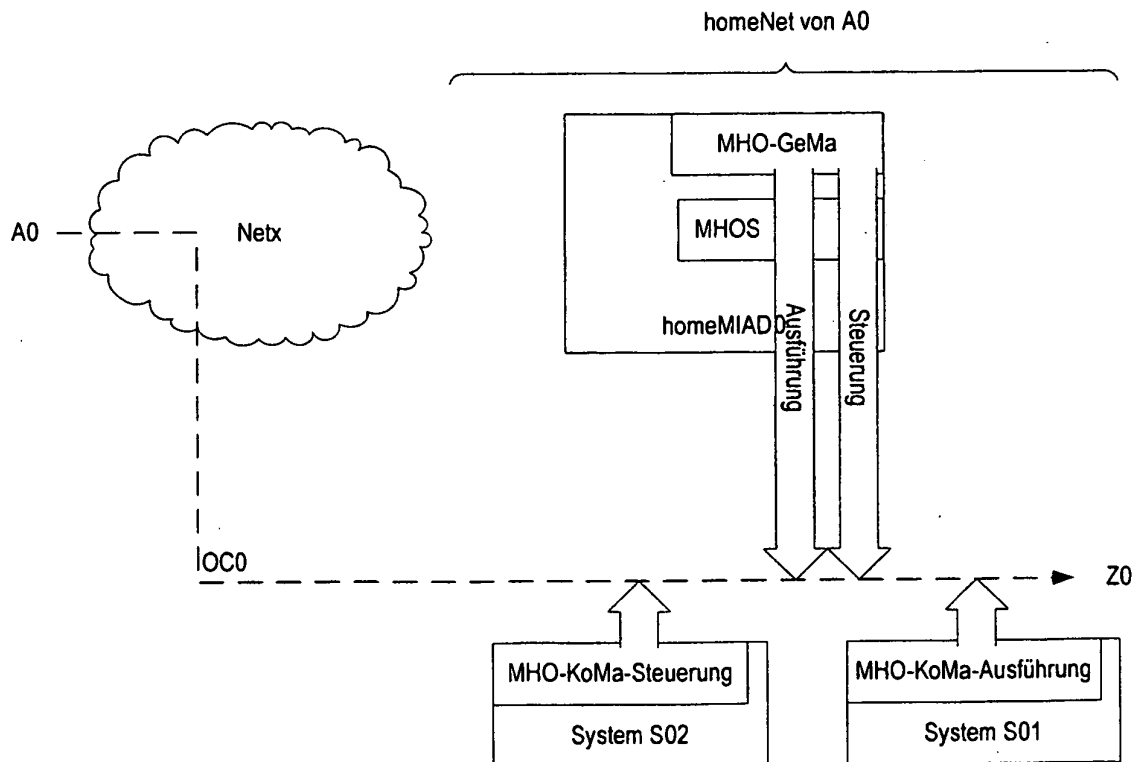 homeNet von A0
MHO-GeMa
A0
Netx
MHOS
homeMIAD0
Ausführung
Steuerung
OC0
Z0
MHO-KoMa-Steuerung
MHO-KoMa-Ausführung
System S02
System S01